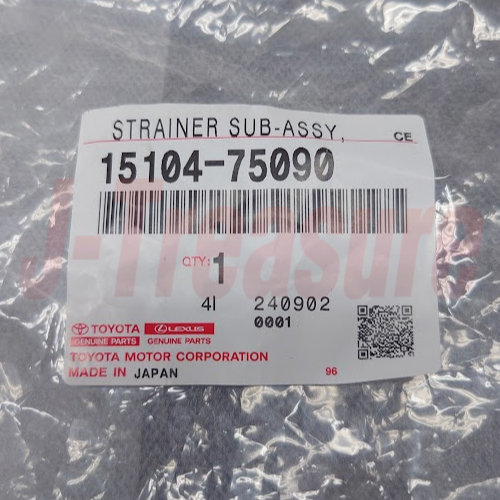 STRAINER SUB-ASSY,
CE
15104-75090
QTY: 1
4I 240902
0001
TOYOTA LEXUS
GENUINE PARTS GENUINE PARTS
TOYOTA MOTOR CORPORATION
MADE IN JAPAN
96
J-Treasure